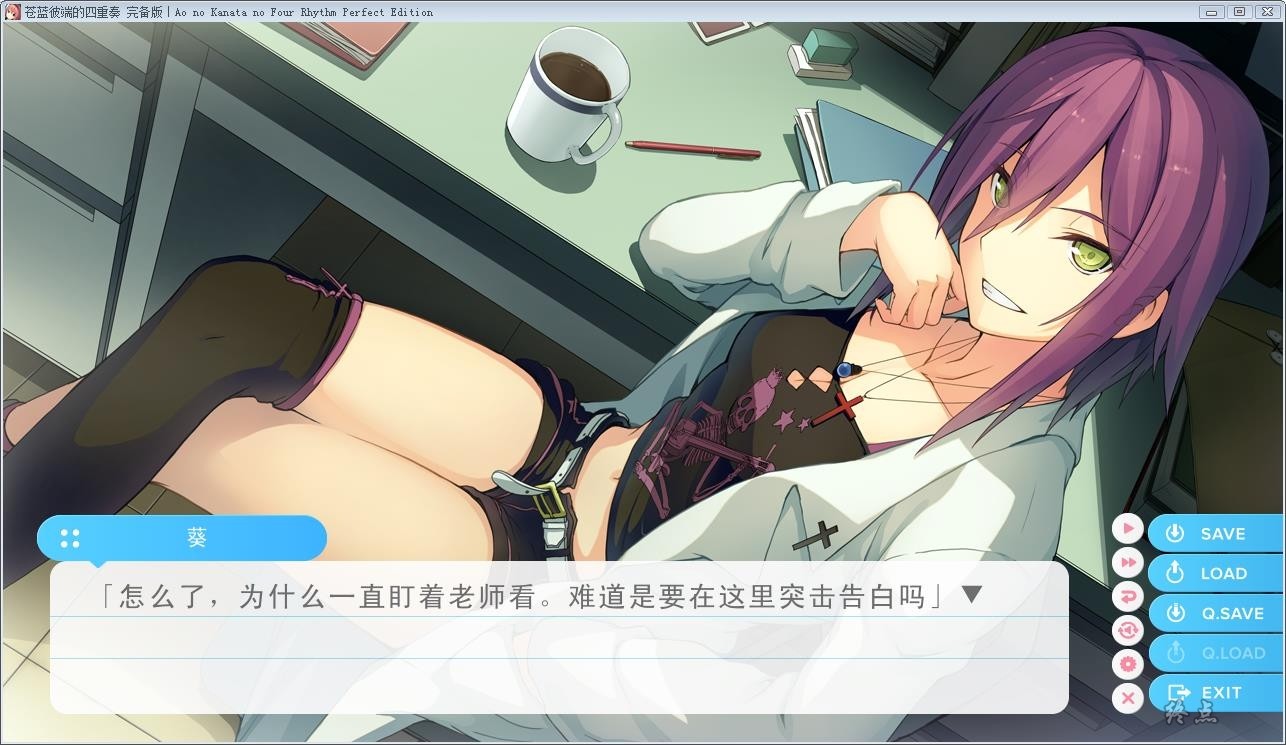 苍蓝彼端的四重奏 完备版 | Ao no Kanata no Four Rhythm Perfect Edition
葵
「怎么了，为什么一直盯着老师看。难道是要在这里突击告白吗」▼
SAVE
LOAD
Q.SAVE
Q.LOAD
EXIT
终点